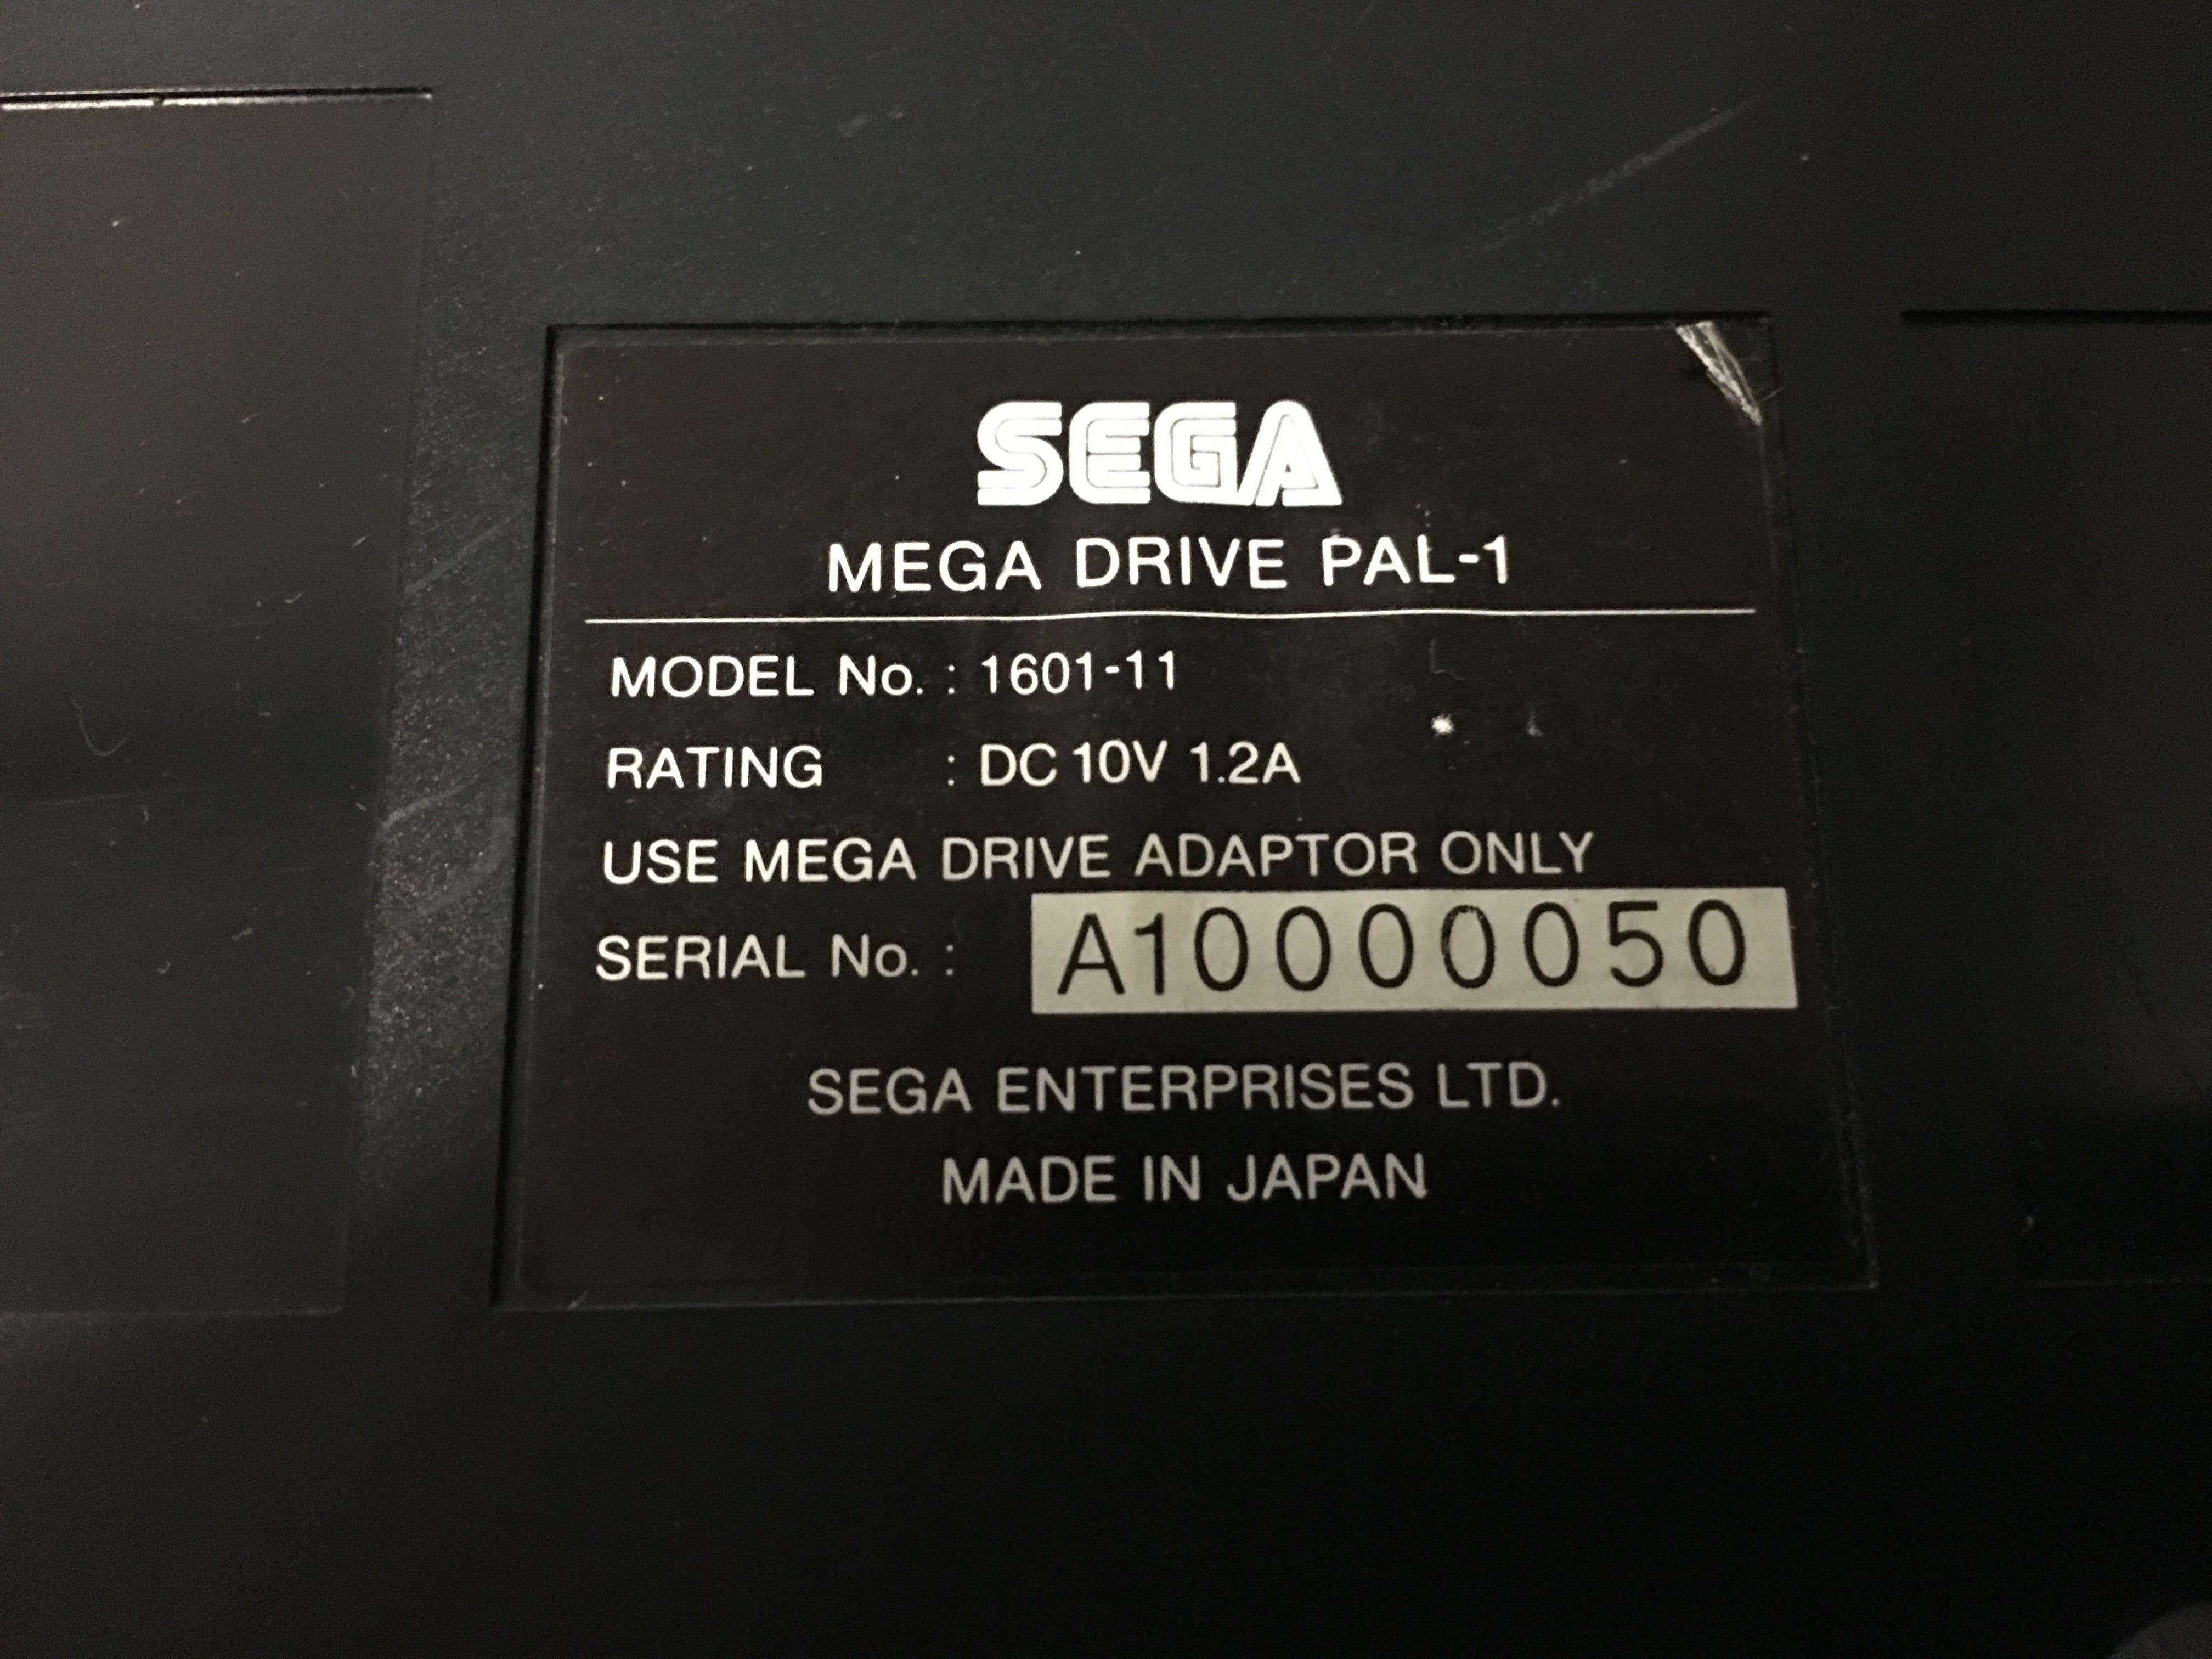 SEGA
MEGA DRIVE PAL-1
MODEL No. : 1601-11
RATING : DC 10V 1.2A
USE MEGA DRIVE ADAPTOR ONLY
SERIAL No. : A10000050
SEGA ENTERPRISES LTD.
MADE IN JAPAN